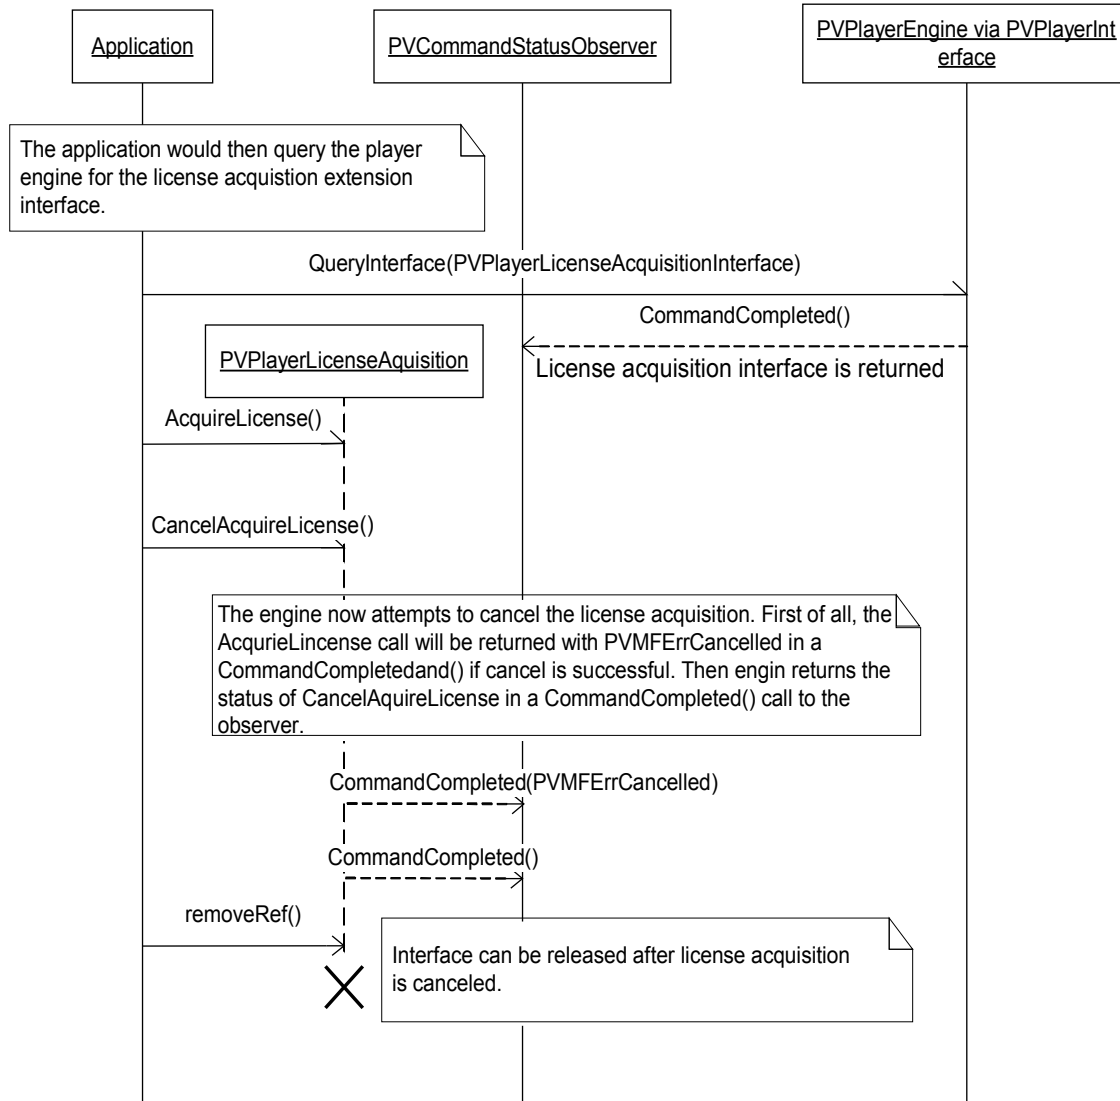 Application
PVCommandStatusObserver
PVPlayerEngine via PVPlayerInt
erface
The application would then query the player
engine for the license acquistion extension
interface.
QueryInterface(PVPlayerLicenseAcquisitionInterface)
CommandCompleted()
License acquisition interface is returned
PVPlayerLicenseAquisition
AcquireLicense()
CancelAcquireLicense()
The engine now attempts to cancel the license acquisition. First of all, the
AcqurieLincense call will be returned with PVMFErrCancelled in a
CommandCompletedand() if cancel is successful. Then engin returns the
status of CancelAquireLicense in a CommandCompleted() call to the
observer.
CommandCompleted(PVMFErrCancelled)
CommandCompleted()
removeRef()
Interface can be released after license acquisition
is canceled.